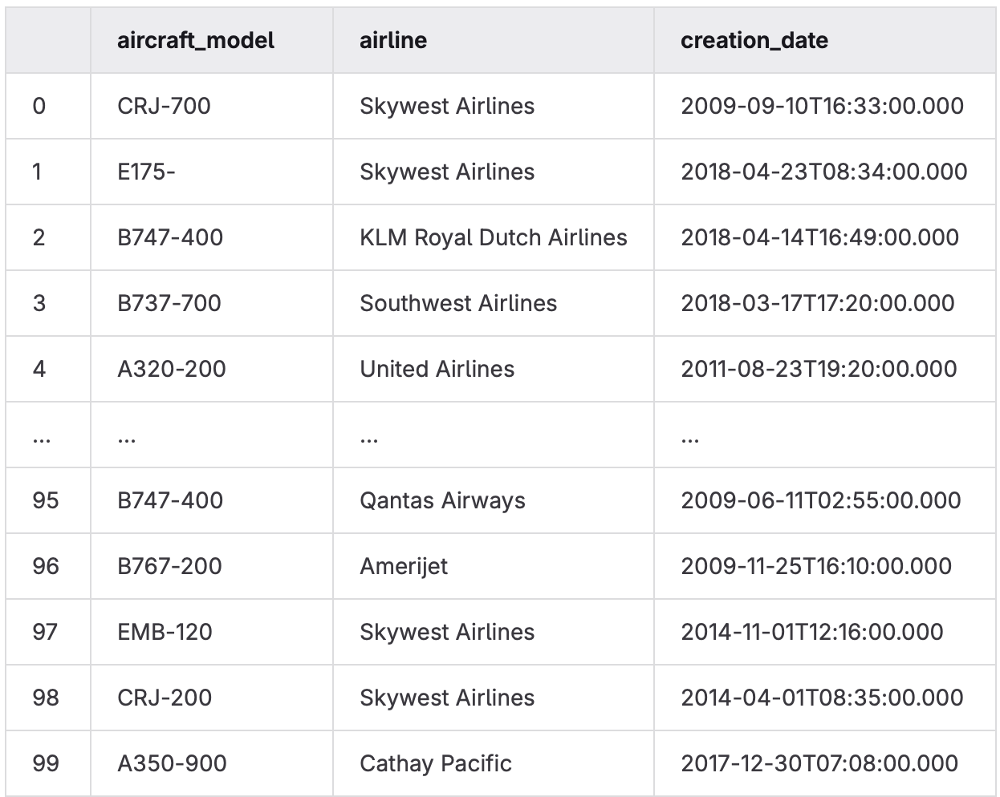 aircraft_model airline creation_date
0 CRJ-700 Skywest Airlines 2009-09-10T16:33:00.000
1 E175- Skywest Airlines 2018-04-23T08:34:00.000
2 B747-400 KLM Royal Dutch Airlines 2018-04-14T16:49:00.000
3 B737-700 Southwest Airlines 2018-03-17T17:20:00.000
4 A320-200 United Airlines 2011-08-23T19:20:00.000
... ... ... ...
95 B747-400 Qantas Airways 2009-06-11T02:55:00.000
96 B767-200 Amerijet 2009-11-25T16:10:00.000
97 EMB-120 Skywest Airlines 2014-11-01T12:16:00.000
98 CRJ-200 Skywest Airlines 2014-04-01T08:35:00.000
99 A350-900 Cathay Pacific 2017-12-30T07:08:00.000